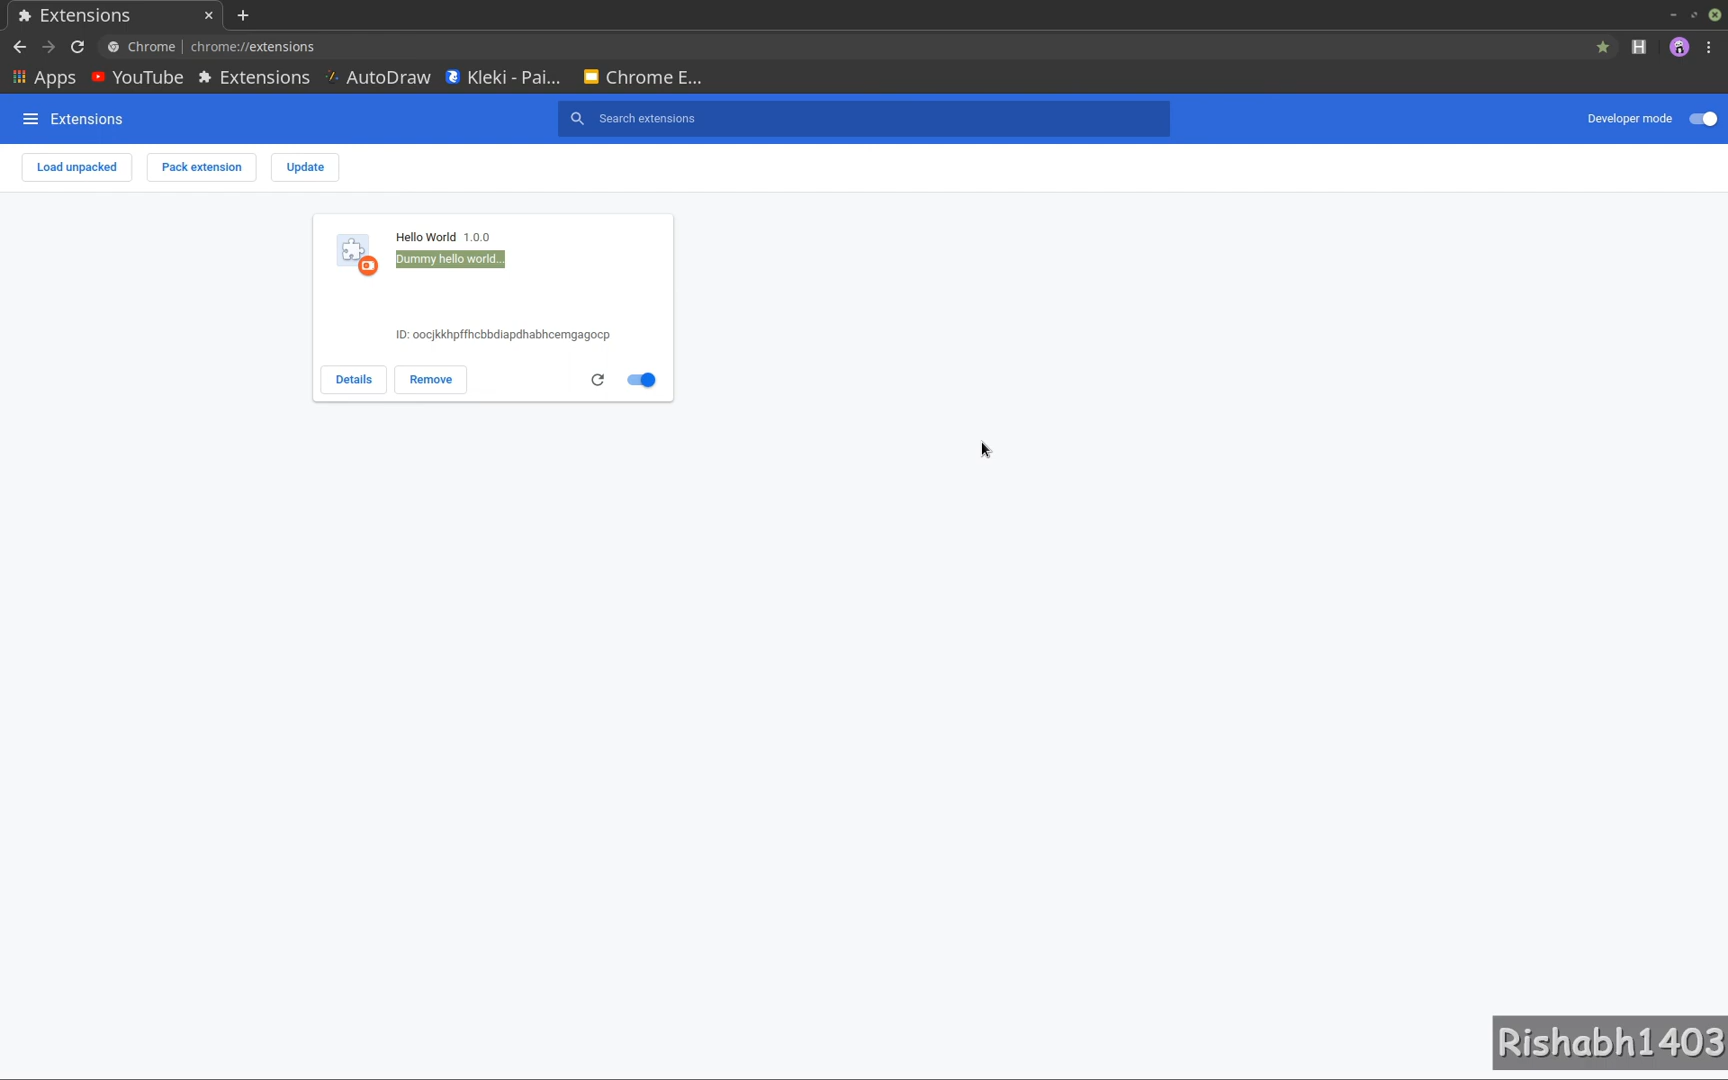 Extensions
Chrome | chrome://extensions
H
Apps YouTube Extensions AutoDraw Kleki - Pai... Chrome E...
Extensions Search extensions Developer mode
Load unpacked Pack extension Update
Hello World 1.0.0
Dummy hello world...
ID: oocjkkhpffhcbbdiapdhabhcemgagocp
Details Remove
Rishabh1403